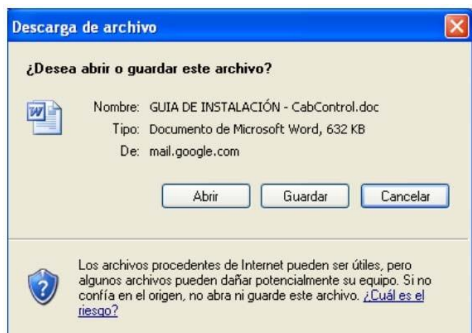 Descarga de archivo
¿Desea abrir o guardar este archivo?
Nombre: GUIA DE INSTALACIÓN - CabControl.doc
Tipo: Documento de Microsoft Word, 632 KB
De: mail.google.com
Abrir Guardar Cancelar
Los archivos procedentes de Internet pueden ser útiles, pero
algunos archivos pueden dañar potencialmente su equipo. Si no
confía en el origen, no abra ni guarde este archivo. ¿Cuál es el
riesgo?